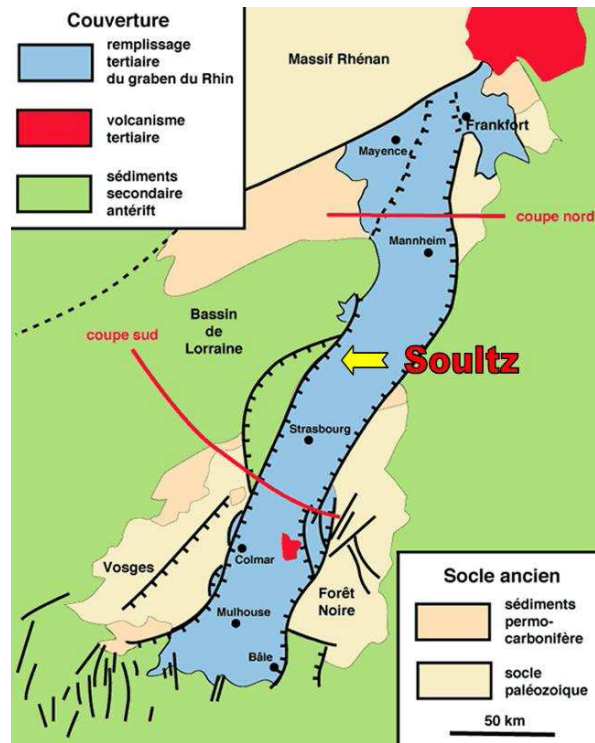 Couverture
remplissage
tertiaire
du graben du Rhin
volcanisme
tertiaire
sédiments
secondaire
antérift
Massif Rhénan
Frankfort
Mayence
coupe nord
Mannheim
Bassin
de
Lorraine
coupe sud
Soultz
Strasbourg
Vosges
Colmar
Forêt
Noire
Mulhouse
Bâle
Socle ancien
sédiments
permo-
carbonifère
socle
paléozoique
50 km